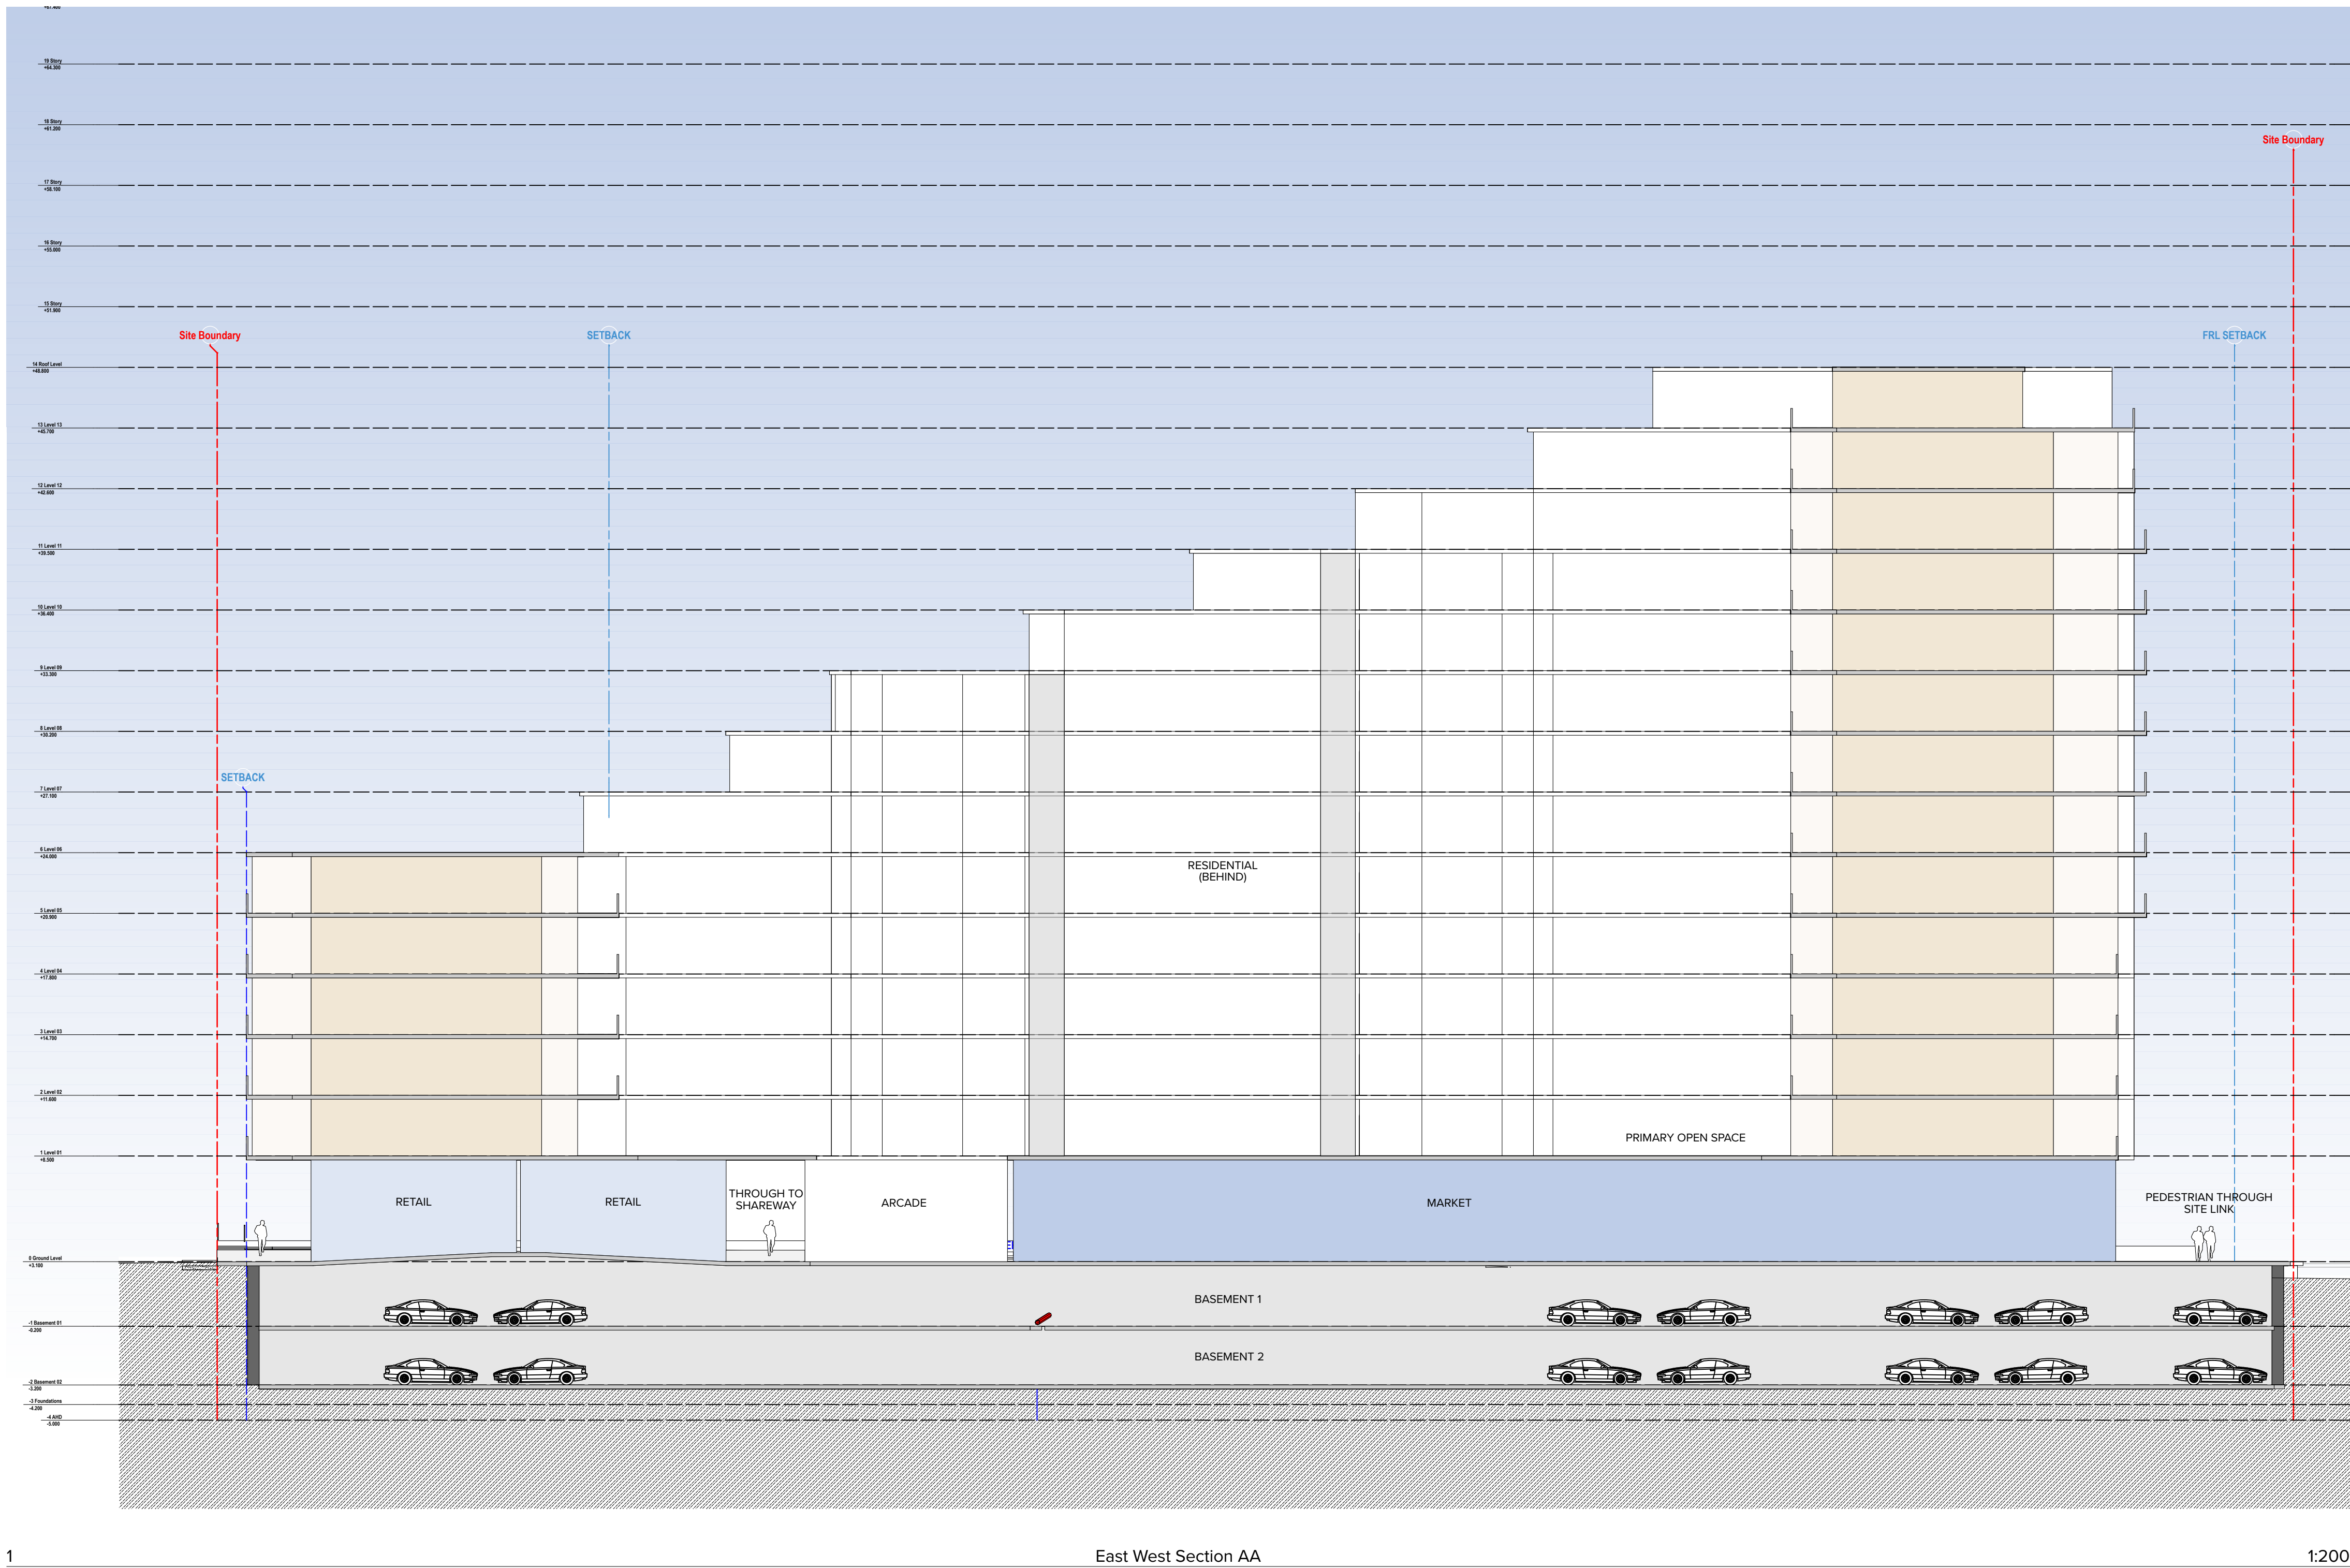 +67.400
19 Story
+64.300
18 Story
+61.200
Site Boundary
17 Story
+58.100
16 Story
+55.000
15 Story
+51.900
Site Boundary
SETBACK
FRL SETBACK
14 Roof Level
+48.800
13 Level 13
+45.700
12 Level 12
+42.600
11 Level 11
+39.500
10 Level 10
+36.400
9 Level 09
+33.300
8 Level 08
+30.200
SETBACK
7 Level 07
+27.100
6 Level 06
+24.000
RESIDENTIAL
(BEHIND)
5 Level 05
+20.900
4 Level 04
+17.800
3 Level 03
+14.700
2 Level 02
+11.600
PRIMARY OPEN SPACE
1 Level 01
+8.500
RETAIL
RETAIL
THROUGH TO
SHAREWAY
ARCADE
MARKET
PEDESTRIAN THROUGH
SITE LINK
0 Ground Level
+3.100
BASEMENT 1
-1 Basement 01
-0.200
BASEMENT 2
-2 Basement 02
-3.200
-3 Foundations
-4.200
-4 AHD
-5.000
1
East West Section AA
1:200